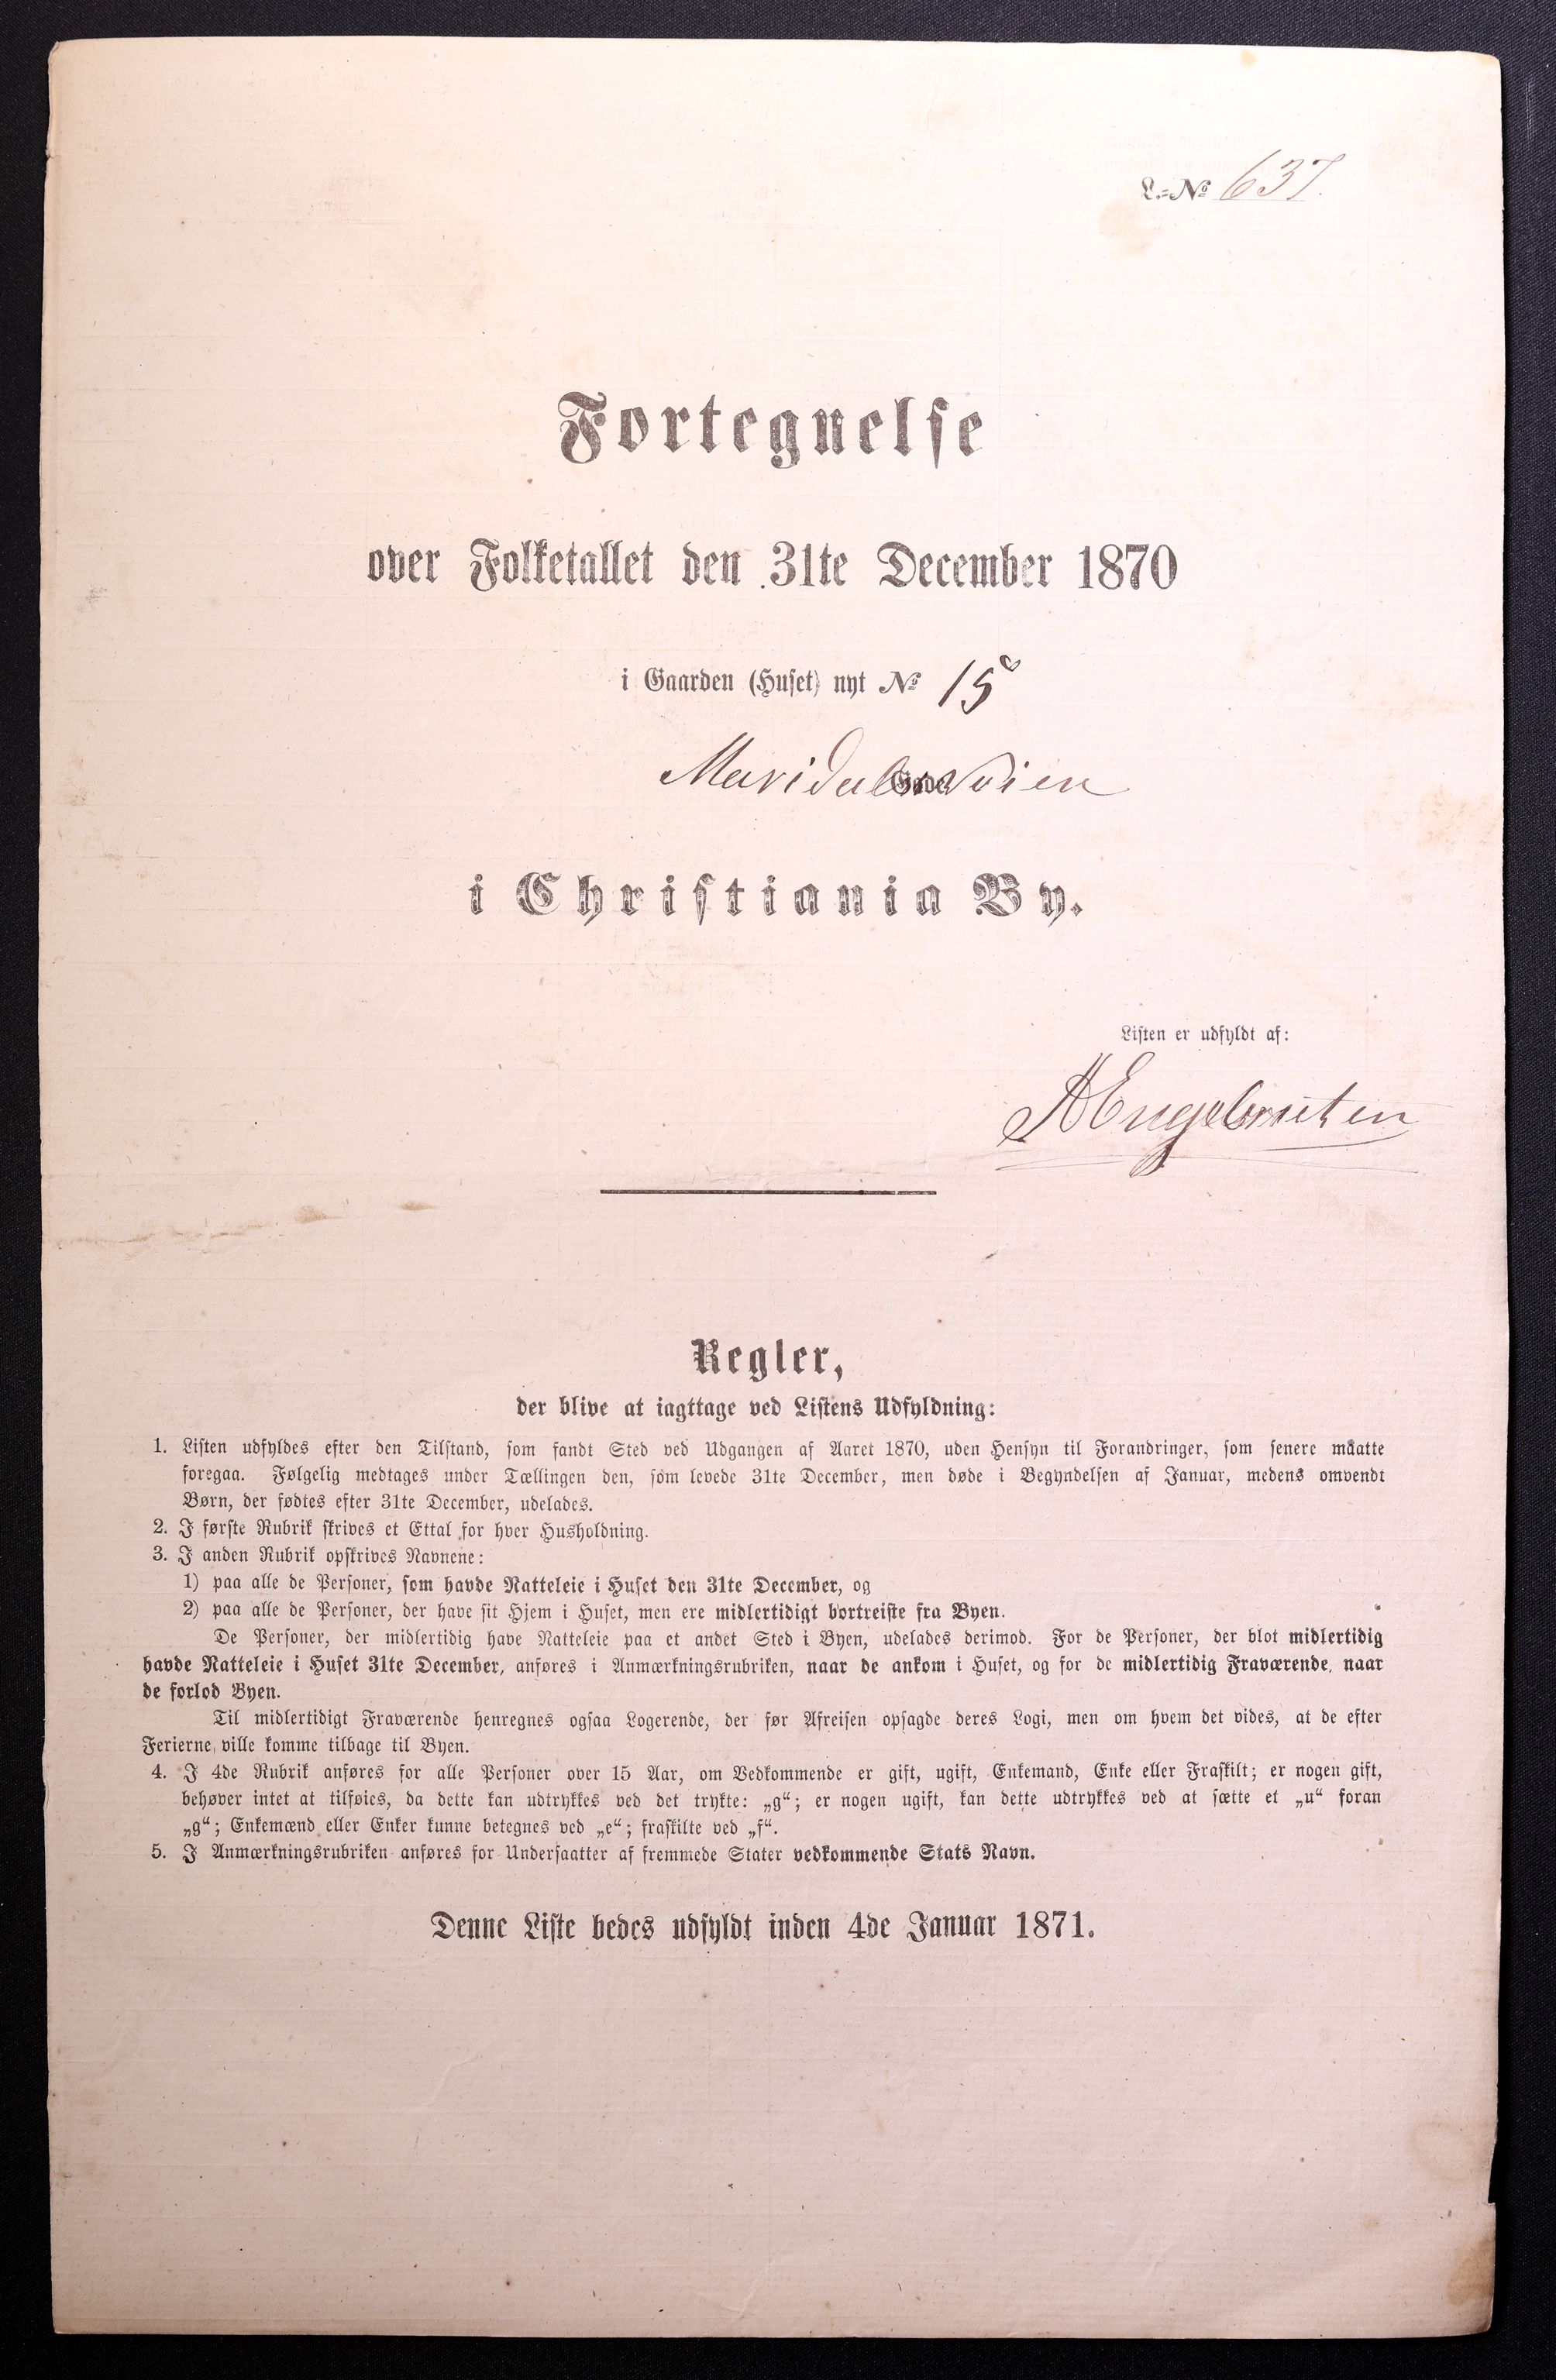 L.=№ 637.
Fortegnelse
over Folketallet den 31te December 1870
i Gaarden (Huset) nyt № 15
Maridalsveien
i Christiania By.
Listen er udfyldt af:
A Engebretsen
Regler,
der blive at iagttage ved Listens Udfyldning:
1. Listen udfyldes efter den Tilstand, som fandt Sted ved Udgangen af Aaret 1870, uden Hensyn til Forandringer, som senere maatte
foregaa. Følgelig medtages under Tællingen den, som levede 31te December, men døde i Begyndelsen af Januar, medens omvendt
Børn, der fødtes efter 31te December, udelades.
2. I første Rubrik skrives et Ettal for hver Husholdning.
3. I anden Rubrik opskrives Navnene:
1) paa alle de Personer, som havde Natteleie i Huset den 31te December, og
2) paa alle de Personer, der have sit Hjem i Huset, men ere midlertidigt bortreiste fra Byen.
De Personer, der midlertidig have Natteleie paa et andet Sted i Byen, udelades derimod. For de Personer, der blot midlertidig
havde Natteleie i Huset 31te December, anføres i Anmærkningsrubriken, naar de ankom i Huset, og for de midlertidig Fraværende, naar
de forlod Byen.
Til midlertidigt Fraværende henregnes ogsaa Logerende, der før Afreisen opsagde deres Logi, men om hvem det vides, at de efter
Ferierne ville komme tilbage til Byen.
4. I 4de Rubrik anføres for alle Personer over 15 Aar, om Vedkommende er gift, ugift, Enkemand, Enke eller Fraskilt; er nogen gift,
behøver intet at tilføies, da dette kan udtrykkes ved det trykte: „g“; er nogen ugift, kan dette udtrykkes ved at sætte et „u“ foran
„g“; Enkemænd eller Enker kunne betegnes ved „e“; fraskilte ved „f“.
5. I Anmærkningsrubriken anføres for Undersaatter af fremmede Stater vedkommende Stats Navn.
Denne Liste bedes udfyldt inden 4de Januar 1871.